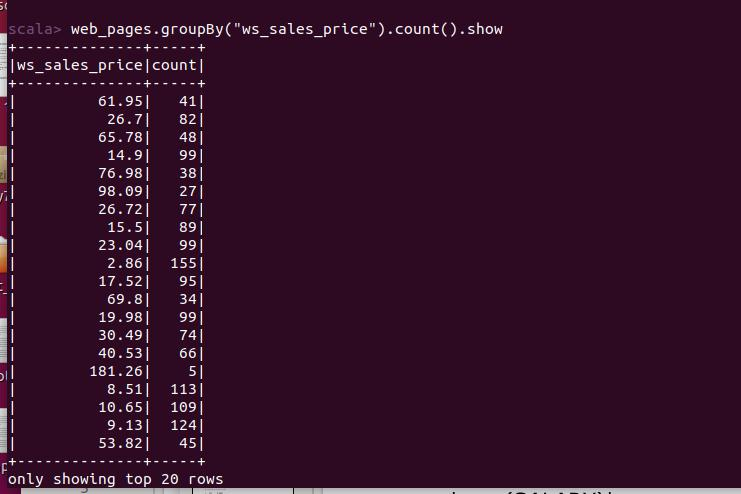 scala> web_pages.groupBy("ws_sales_price").count().show
+--------------+-----+
|ws_sales_price|count|
+--------------+-----+
|         61.95|   41|
|          26.7|   82|
|         65.78|   48|
|          14.9|   99|
|         76.98|   38|
|         98.09|   27|
|         26.72|   77|
|          15.5|   89|
|         23.04|   99|
|          2.86|  155|
|         17.52|   95|
|          69.8|   34|
|         19.98|   99|
|         30.49|   74|
|         40.53|   66|
|        181.26|    5|
|          8.51|  113|
|         10.65|  109|
|          9.13|  124|
|         53.82|   45|
+--------------+-----+
only showing top 20 rows